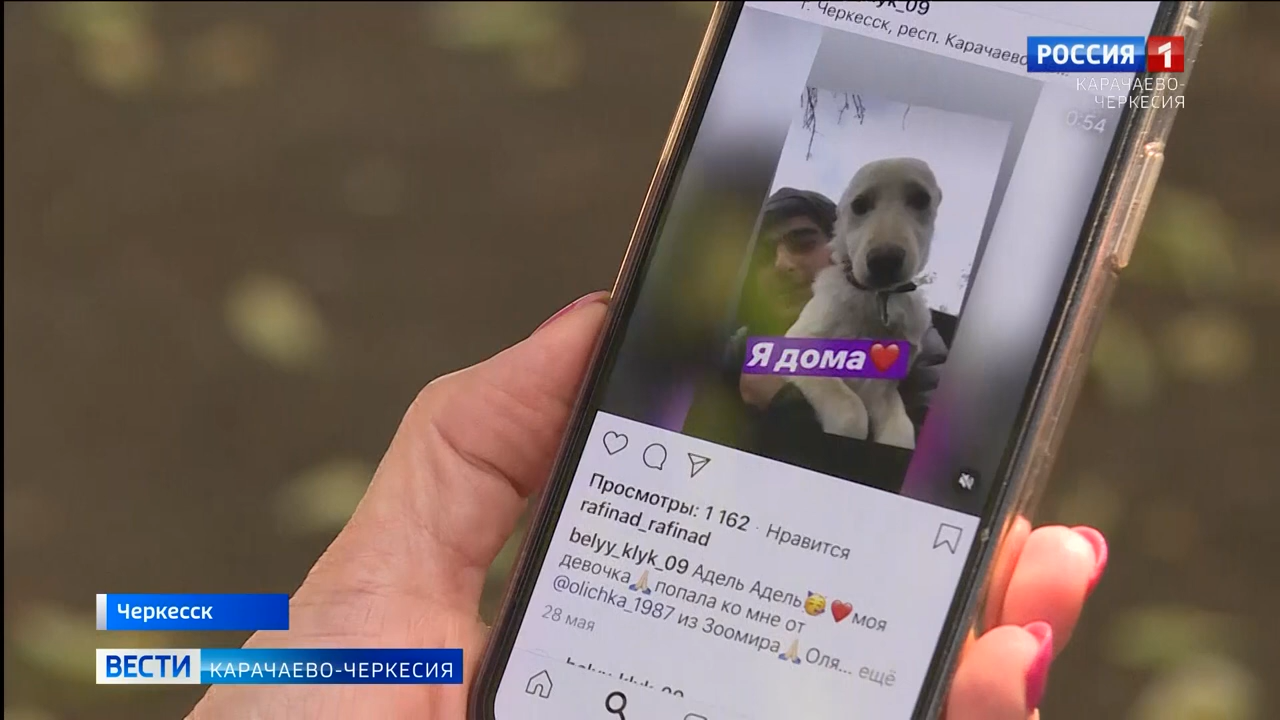 г. Черкесск, респ. Карачаево
РОССИЯ 1
КАРАЧАЕВО-
ЧЕРКЕСИЯ
0:54
Я дома❤️
Просмотры: 1 162 · Нравится
rafinad_rafinad
belyy_klyk_09 Адель Адель🥳❤️моя
девочка🙏🏼попала ко мне от
@olichka_1987 из Зоомира🙏🏼Оля... ещё
28 мая
Черкесск
ВЕСТИ КАРАЧАЕВО-ЧЕРКЕСИЯ